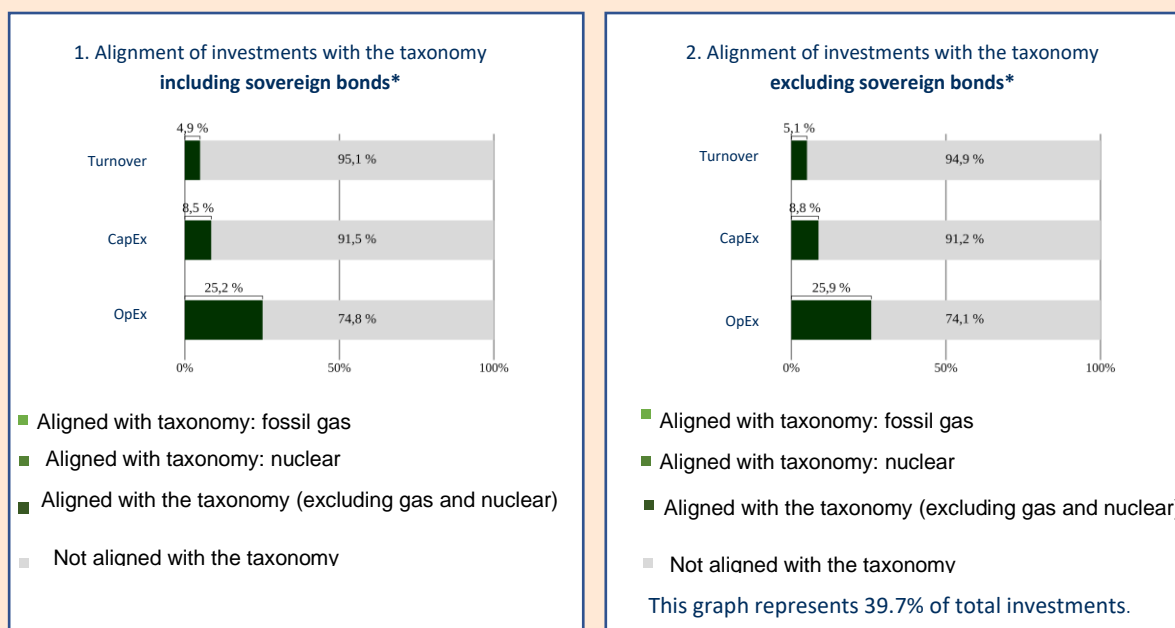 1. Alignment of investments with the taxonomy
including sovereign bonds*
4,9 %
Turnover
95,1 %
8,5 %
CapEx
91,5 %
25,2 %
OpEx
74,8 %
0%
50%
100%
Aligned with taxonomy: fossil gas
Aligned with taxonomy: nuclear
Aligned with the taxonomy (excluding gas and nuclear)
Not aligned with the taxonomy
2. Alignment of investments with the taxonomy
excluding sovereign bonds*
5,1 %
Turnover
94,9 %
8,8 %
CapEx
91,2 %
25,9 %
OpEx
74,1 %
0%
50%
100%
Aligned with taxonomy: fossil gas
Aligned with taxonomy: nuclear
Aligned with the taxonomy (excluding gas and nuclear)
Not aligned with the taxonomy
This graph represents 39.7% of total investments.